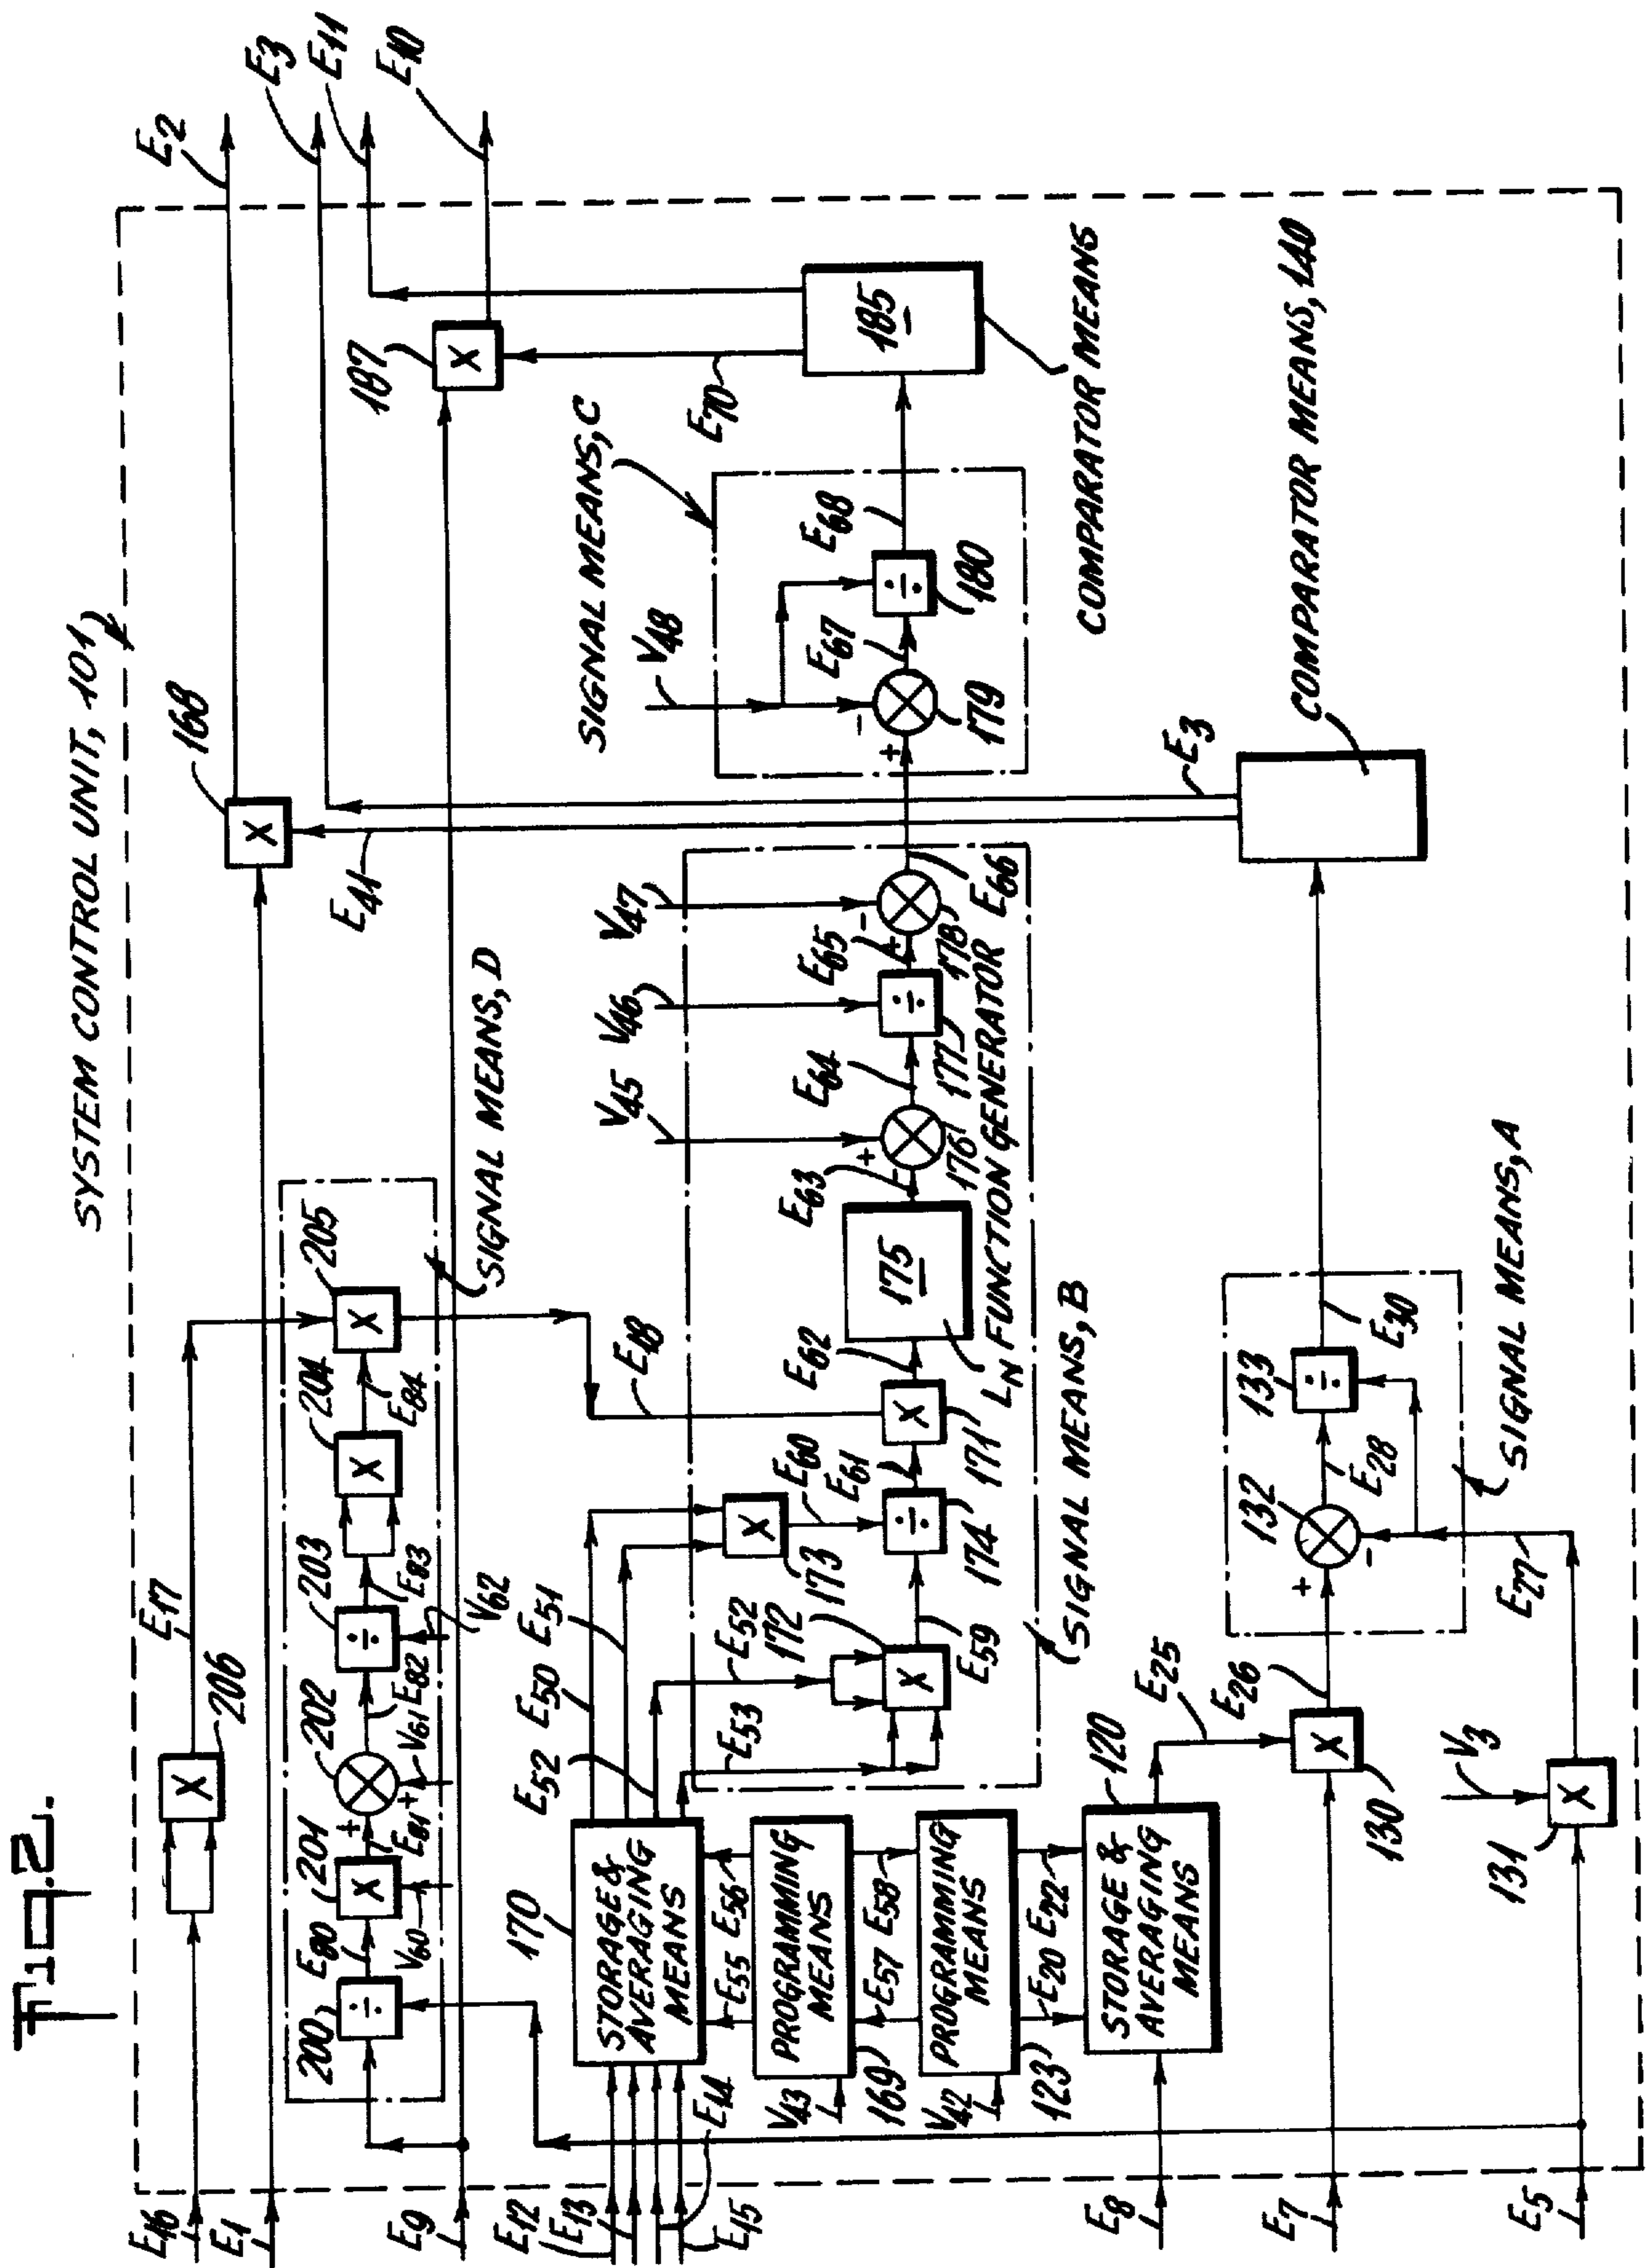 Fig. 2.
SYSTEM CONTROL UNIT, 101
E16
E1
E9
E12
E13
E14
E15
E8
E7
E5
E17
206
168
E2
E3
E11
E10
E41
200
E80
201
V60
E81
202
V61
E82
203
E83
V62
204
E84
205
SIGNAL MEANS, D
E18
187
E70
185
COMPARATOR MEANS
SIGNAL MEANS, C
V48
E67
E68
179
180
+
-
170
STORAGE &
AVERAGING
MEANS
E50
E51
E52
E53
E52
172
E59
173
E60
E61
174
171
E62
175
LN FUNCTION GENERATOR
E63
+
V45
176
E64
V46
177
E65
+
-
V47
178
E66
SIGNAL MEANS, B
E55
E56
PROGRAMMING
MEANS
V43
169
E57
E58
PROGRAMMING
MEANS
V42
123
E20
E22
STORAGE &
AVERAGING
MEANS
120
E25
E26
130
V3
131
E27
132
+
-
E28
133
E30
SIGNAL MEANS, A
COMPARATOR MEANS, 140
E3